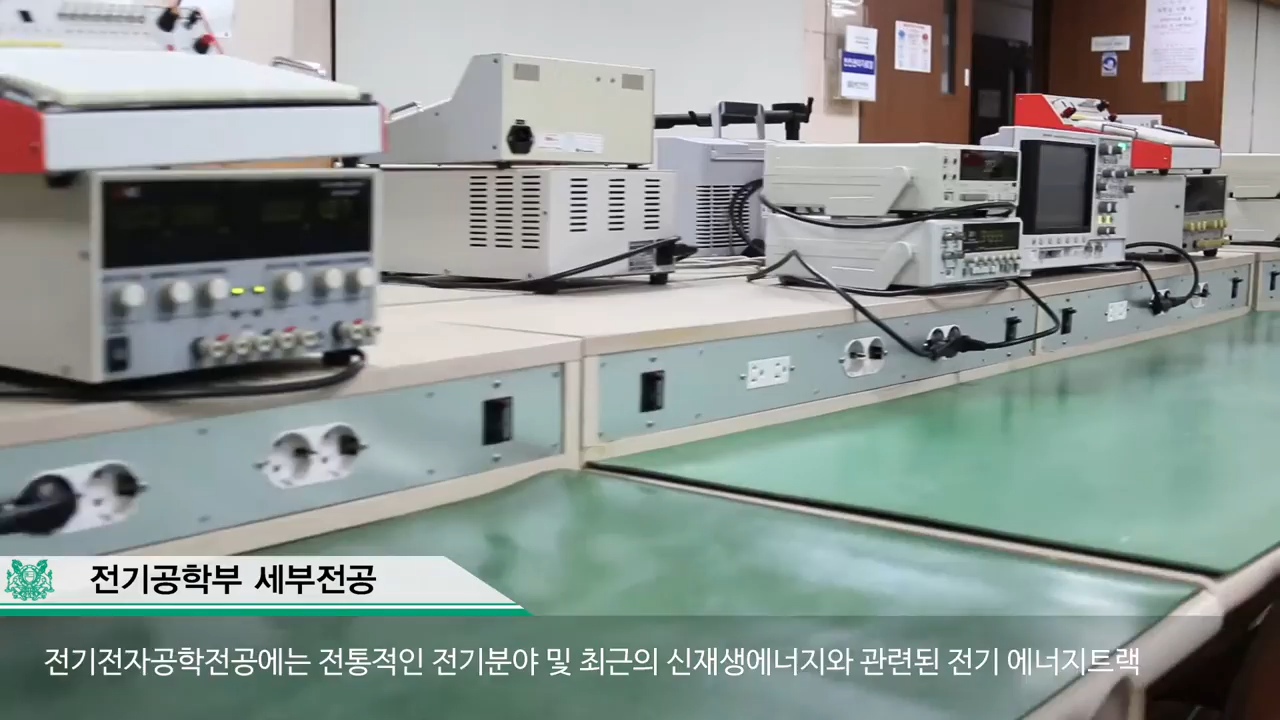 전기공학부 세부전공
전기전자공학전공에는 전통적인 전기분야 및 최근의 신재생에너지와 관련된 전기 에너지트랙